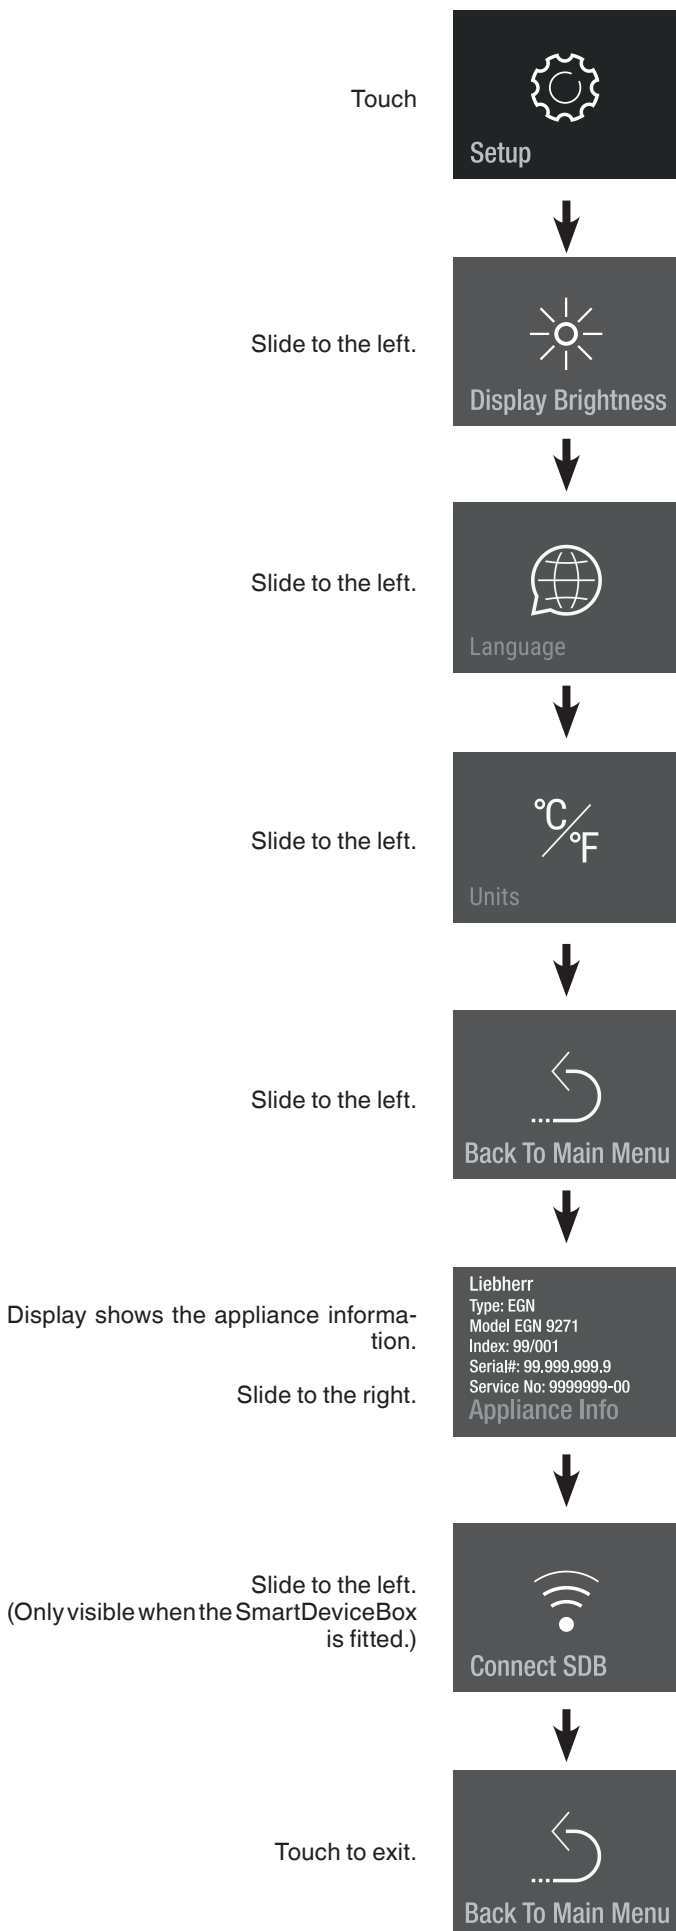 Touch
Setup
Slide to the left.
Display Brightness
Slide to the left.
Language
Slide to the left.
°C/°F
Units
Slide to the left.
Back To Main Menu
Display shows the appliance informa-
tion.
Slide to the right.
Liebherr
Type: EGN
Model EGN 9271
Index: 99/001
Serial#: 99.999.999.9
Service No: 9999999-00
Appliance Info
Slide to the left.
(Only visible when the SmartDeviceBox
is fitted.)
Connect SDB
Touch to exit.
Back To Main Menu